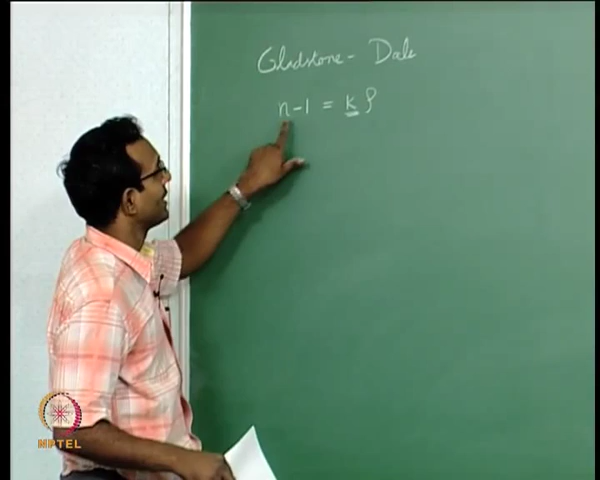 Gladstone - Dale
n-1 = k ρ
NPTEL